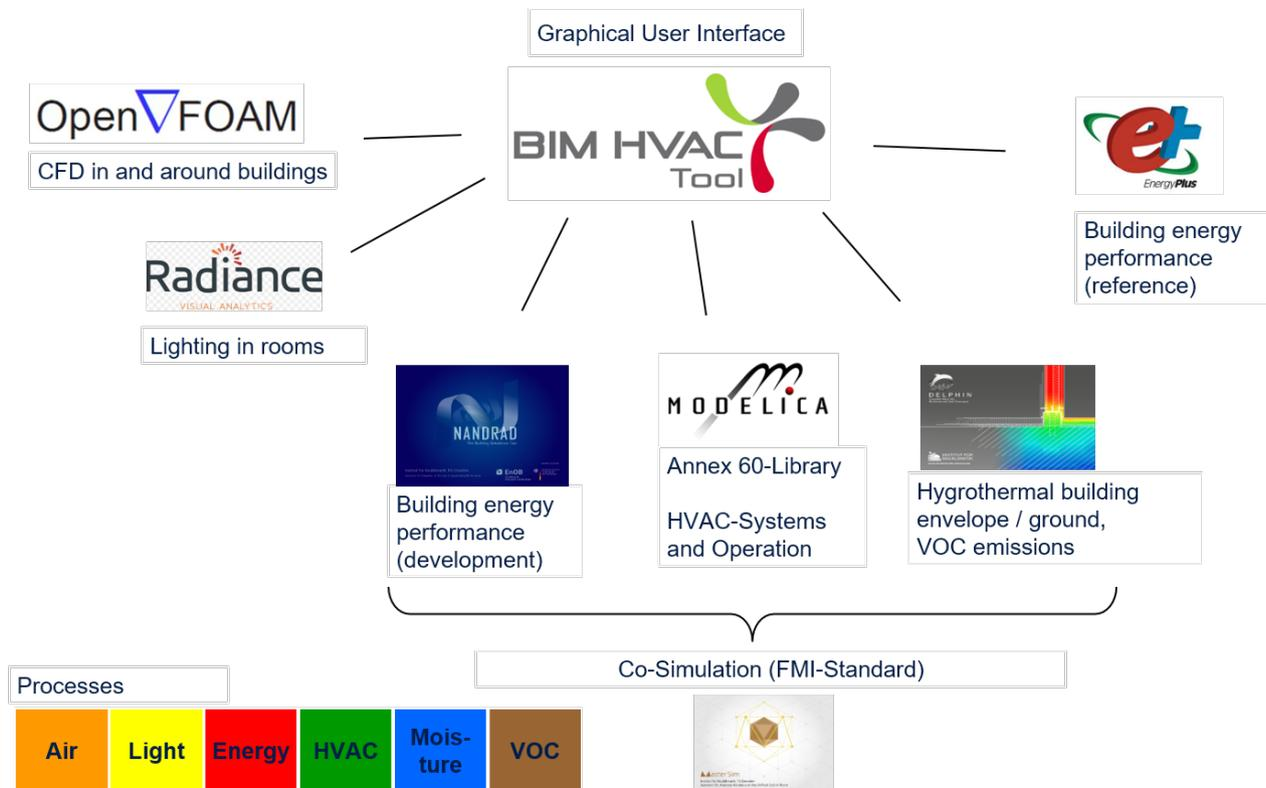 Graphical User Interface
BIM HVAC
Tool
OpenFOAM
CFD in and around buildings
EnergyPlus
Building energy
performance
(reference)
Radiance
VISUAL ANALYTICS
Lighting in rooms
NANDRAD
Building energy
performance
(development)
MODELICA
Annex 60-Library
HVAC-Systems
and Operation
DELPHIN
Hygrothermal building
envelope / ground,
VOC emissions
Co-Simulation (FMI-Standard)
MasterSim
Processes
Air
Light
Energy
HVAC
Mois-
ture
VOC